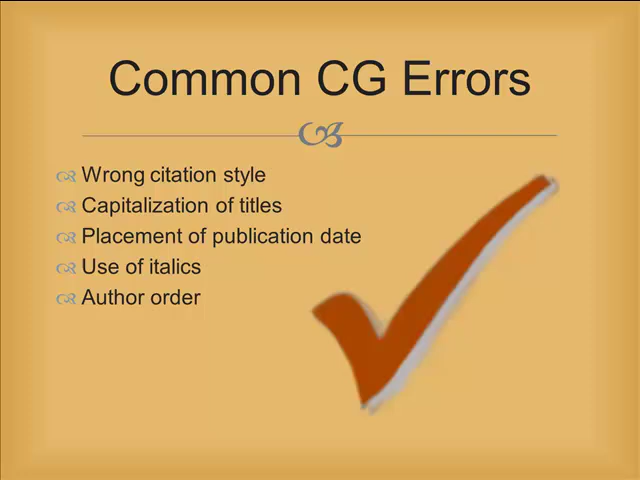 Common CG Errors
Wrong citation style
Capitalization of titles
Placement of publication date
Use of italics
Author order